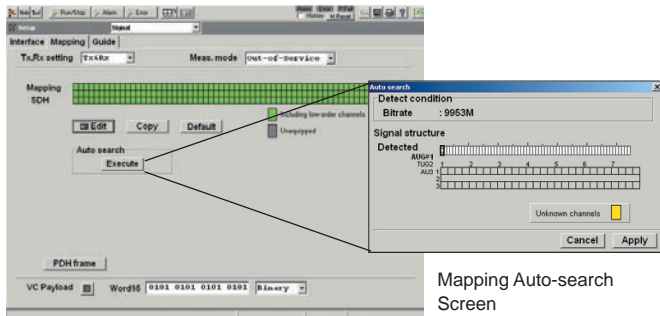 Run/Stop Alarm Error
History H.Reset
Setup Signal
Interface Mapping Guide
Tx,Rx setting Tx&Rx Meas. mode Out-of-Service
Mapping
SDH
Including low-order channels
Unequipped
Edit Copy Default
Auto search
Execute
PDH frame
VC Payload Word16 0101 0101 0101 0101 Binary
Auto search X
Detect condition
Bitrate : 9953M
Signal structure
Detected
AUG#1
TUG2 1 2 3 4 5 6 7
AU3 1
2
3
Unknown channels
Cancel Apply
Mapping Auto-search
Screen